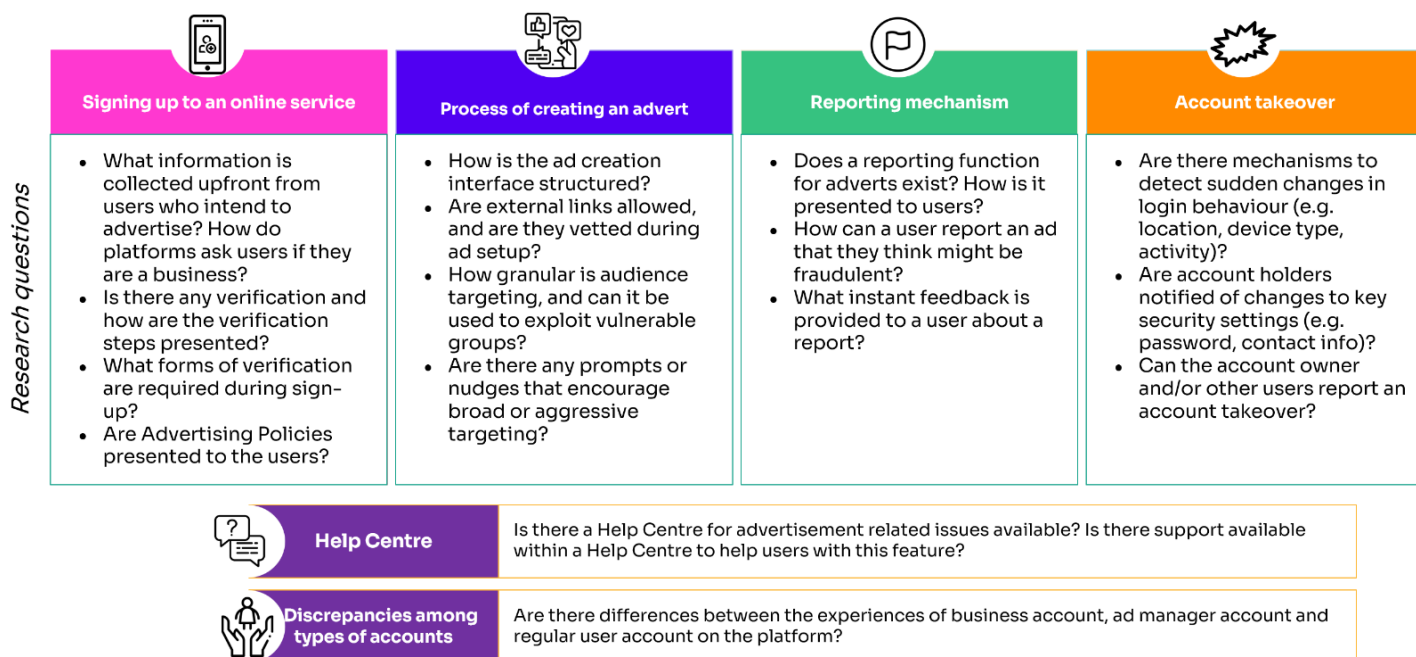 Signing up to an online service
Process of creating an advert
Reporting mechanism
Account takeover
Research questions
• What information is
collected upfront from
users who intend to
advertise? How do
platforms ask users if they
are a business?
• Is there any verification and
how are the verification
steps presented?
• What forms of verification
are required during sign-
up?
• Are Advertising Policies
presented to the users?
• How is the ad creation
interface structured?
• Are external links allowed,
and are they vetted during
ad setup?
• How granular is audience
targeting, and can it be
used to exploit vulnerable
groups?
• Are there any prompts or
nudges that encourage
broad or aggressive
targeting?
• Does a reporting function
for adverts exist? How is it
presented to users?
• How can a user report an ad
that they think might be
fraudulent?
• What instant feedback is
provided to a user about a
report?
• Are there mechanisms to
detect sudden changes in
login behaviour (e.g.
location, device type,
activity)?
• Are account holders
notified of changes to key
security settings (e.g.
password, contact info)?
• Can the account owner
and/or other users report an
account takeover?
?
Help Centre
Is there a Help Centre for advertisement related issues available? Is there support available
within a Help Centre to help users with this feature?
Discrepancies among
types of accounts
Are there differences between the experiences of business account, ad manager account and
regular user account on the platform?